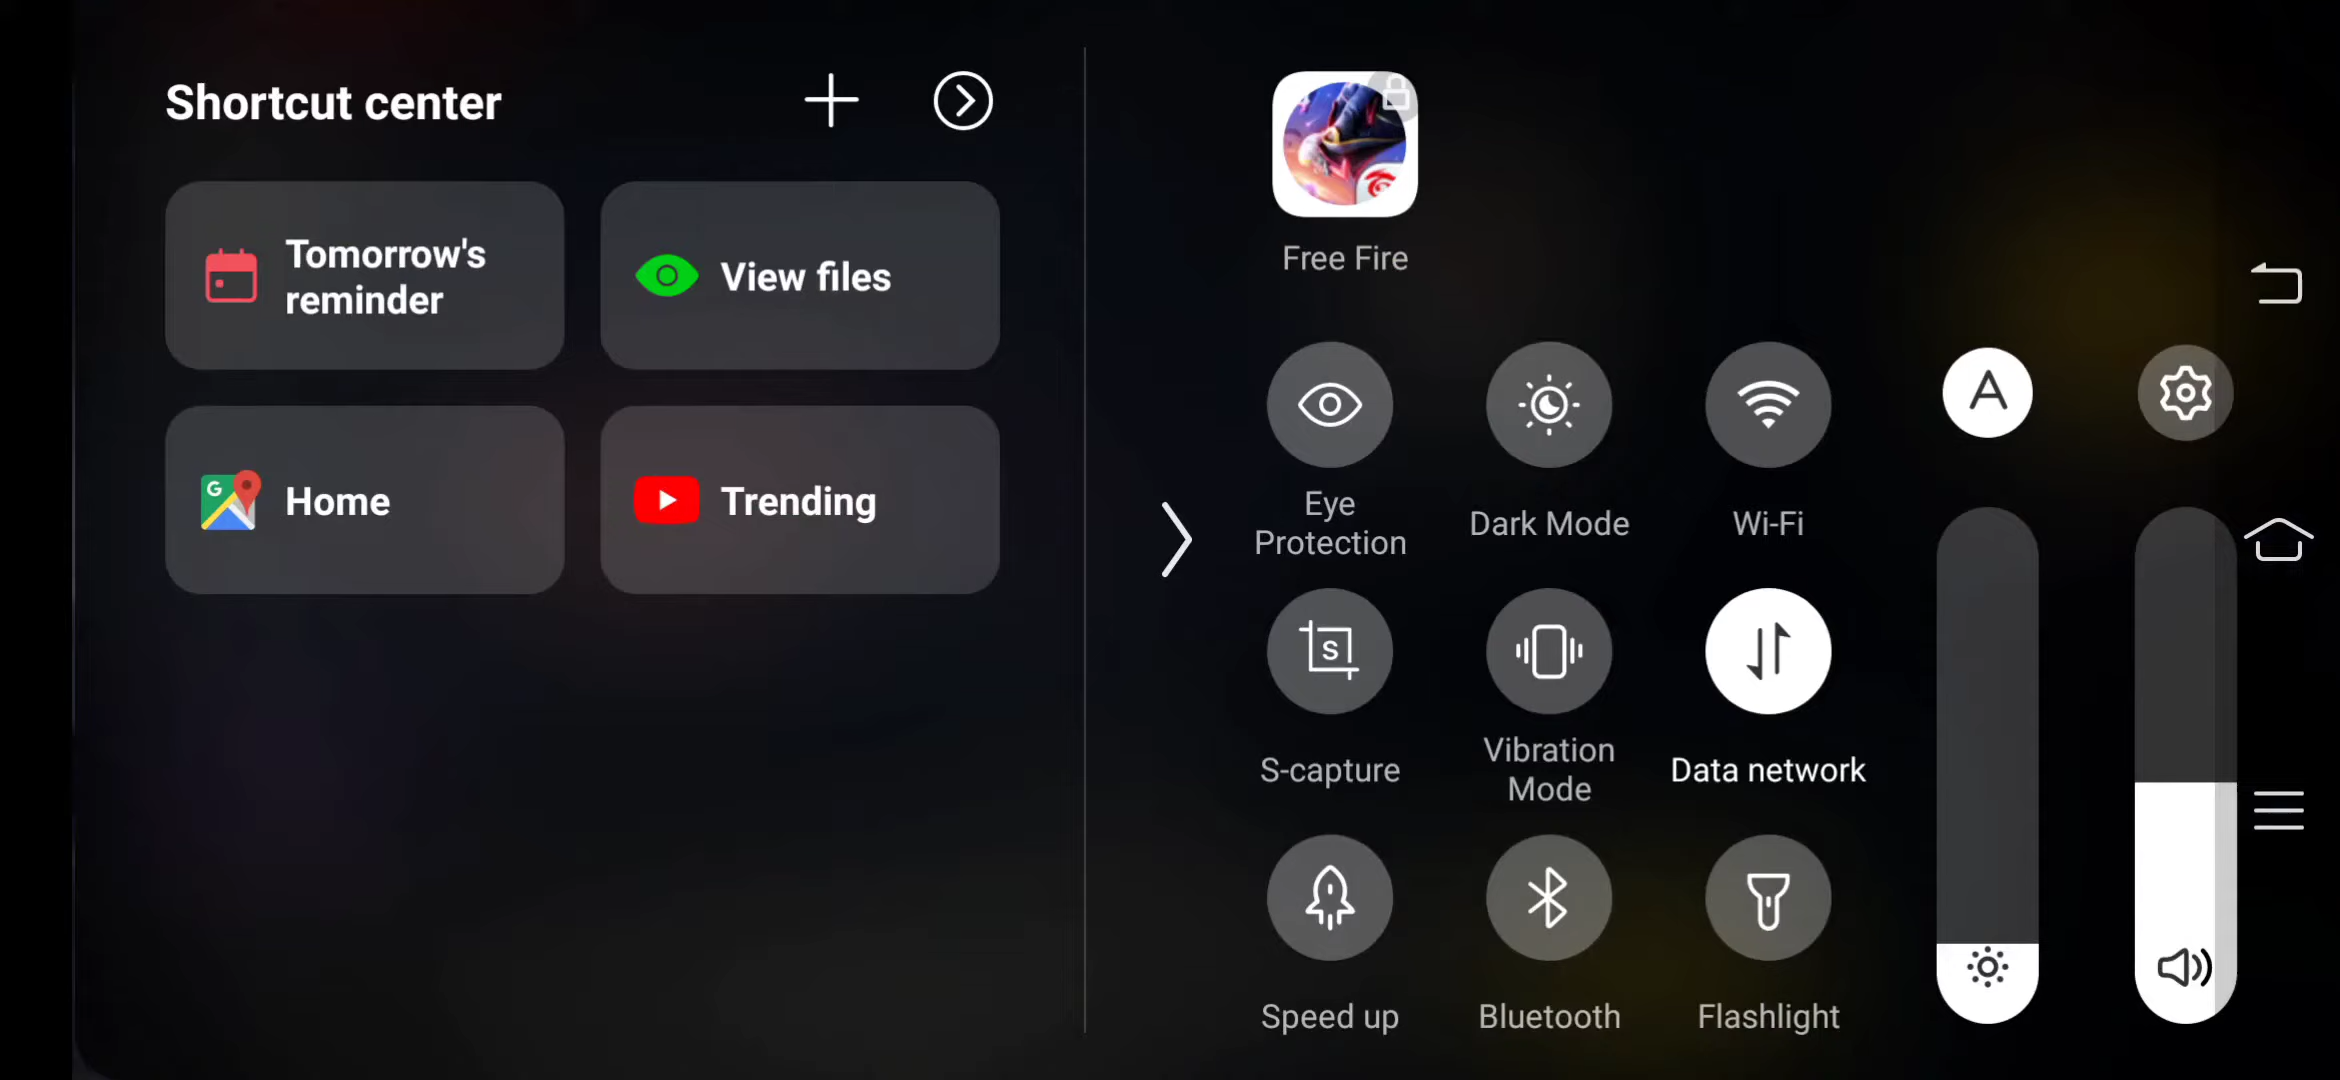 Shortcut center
Tomorrow's
reminder
View files
Home
Trending
Free Fire
Eye
Protection
Dark Mode
Wi-Fi
A
S
S-capture
Vibration
Mode
Data network
Speed up
Bluetooth
Flashlight